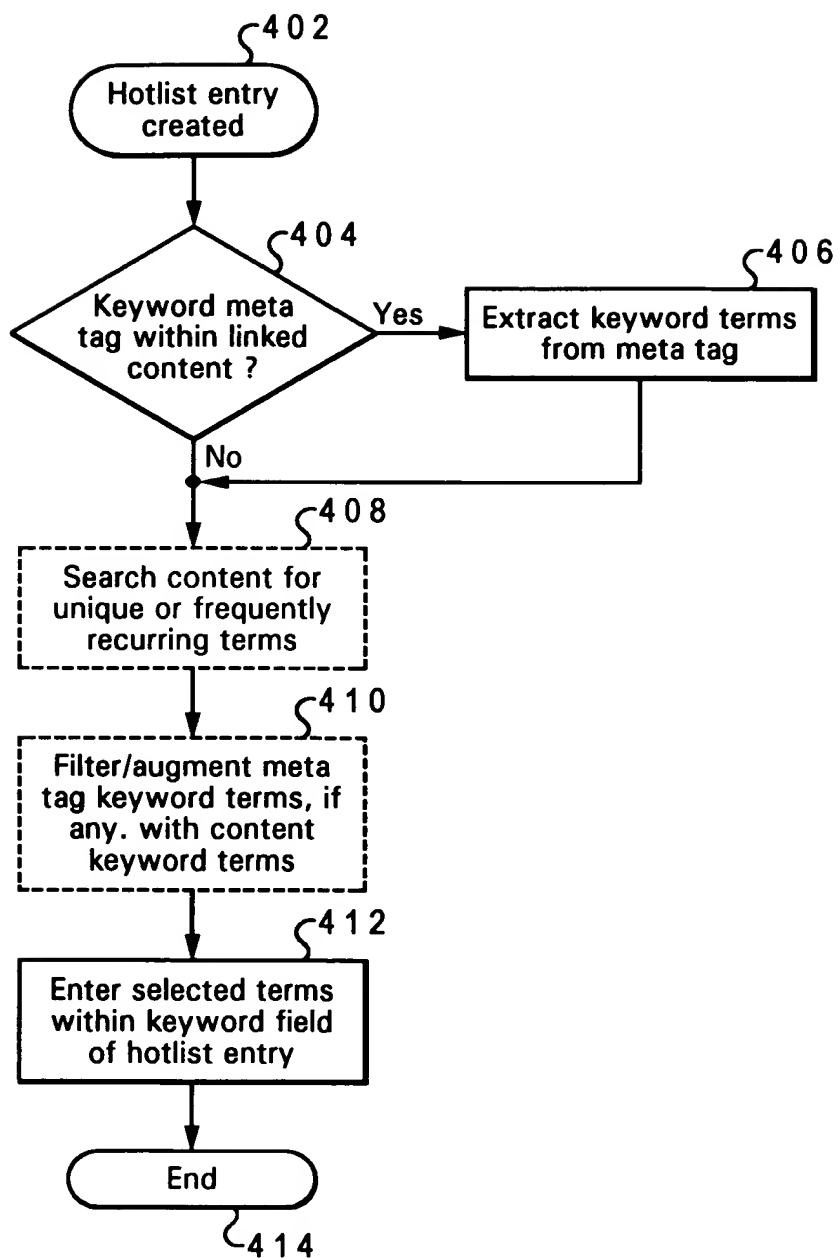 402
Hotlist entry
created
404
Keyword meta
tag within linked
content ?
Yes
406
Extract keyword terms
from meta tag
No
408
Search content for
unique or frequently
recurring terms
410
Filter/augment meta
tag keyword terms, if
any. with content
keyword terms
412
Enter selected terms
within keyword field
of hotlist entry
End
414